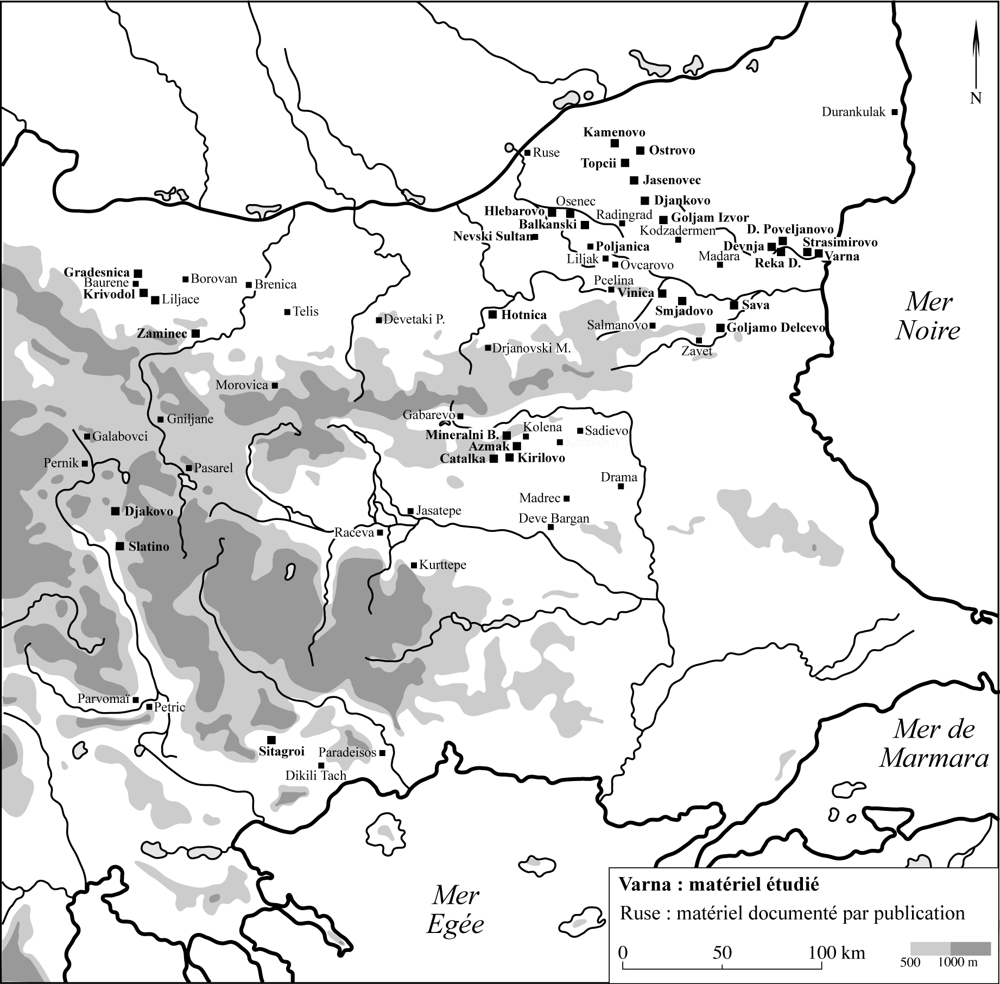 N
Durankulak
Kamenovo
Ostrovo
Ruse
Topcii
Jasenovec
Osenec
Djankovo
Hlebarovo
Radingrad
Goljam Izvor
Balkanski
Kodzadermen
D. Poveljanovo
Nevski Sultan
Strasimirovo
Poljanica
Devnja
Madara
Varna
Liljak
Ovcarovo
Reka D.
Gradesnica
Borovan
Baurene
Brenica
Pcelina
Krivodol
Vinica
Liljace
Mer
Noire
Sava
Smjadovo
Telis
Hotnica
Devetaki P.
Salmanovo
Goljamo Delcevo
Zaminec
Drjanovski M.
Zavet
Morovica
Gabarevo
Gniljane
Kolena
Sadievo
Galabovci
Mineralni B.
Karanovo
Azmak
Catalka
Kirilovo
Pernik
Pasarel
Drama
Madrec
Djakovo
Jasatepe
Deve Bargan
Raceva
Slatino
Kurttepe
Parvomaï
Petric
Mer de
Marmara
Sitagroi
Paradeisos
Dikili Tach
Mer
Egée
Varna : matériel étudié
Ruse : matériel documenté par publication
0 50 100 km
500 1000 m